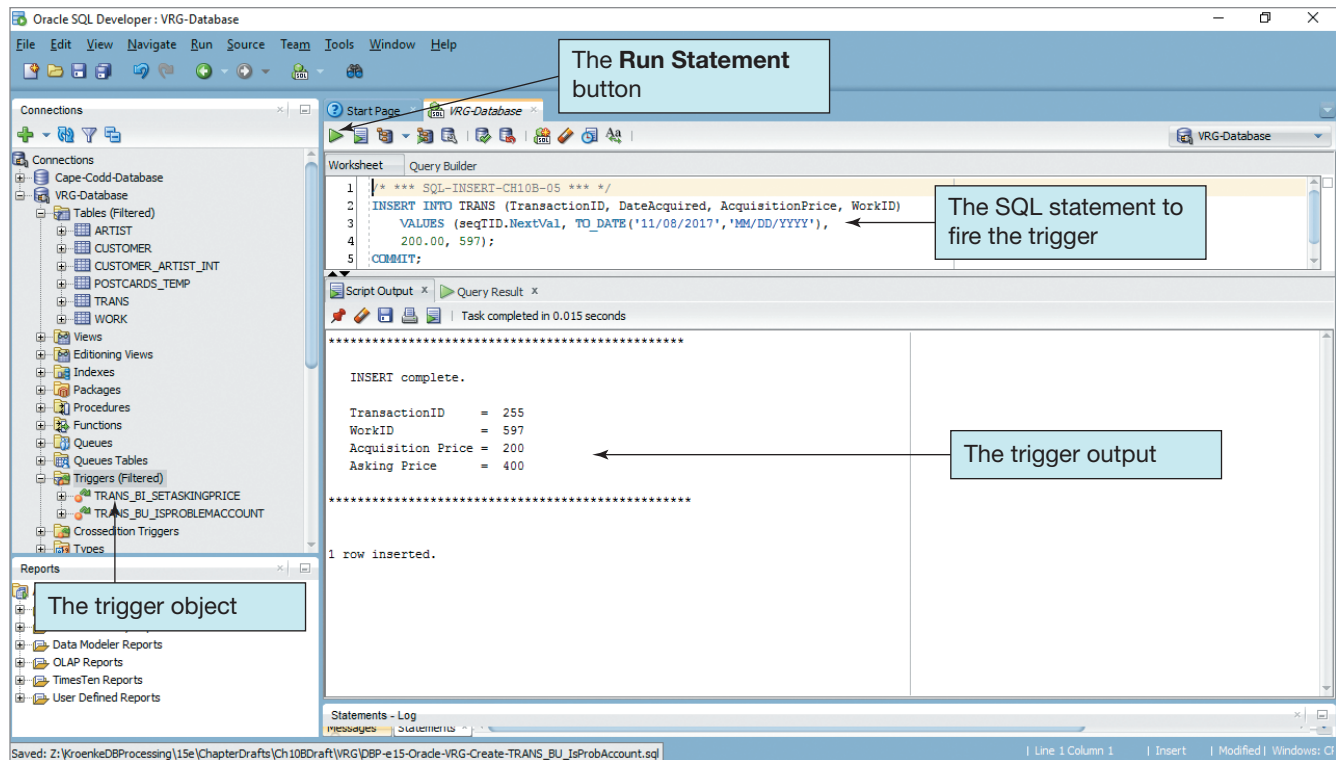 Oracle SQL Developer : VRG-Database
File Edit View Navigate Run Source Team Tools Window Help
The Run Statement
button
Connections
Start Page
VRG-Database
VRG-Database
Connections
Cape-Codd-Database
VRG-Database
Tables (Filtered)
ARTIST
CUSTOMER
CUSTOMER_ARTIST_INT
POSTCARDS_TEMP
TRANS
WORK
Views
Editioning Views
Indexes
Packages
Procedures
Functions
Queues
Queues Tables
Triggers (Filtered)
TRANS_BI_SETASKINGPRICE
TRANS_BU_ISPROBLEMACCOUNT
Crossedition Triggers
Types
Worksheet Query Builder
1 /* *** SQL-INSERT-CH10B-05 *** */
2 INSERT INTO TRANS (TransactionID, DateAcquired, AcquisitionPrice, WorkID)
3 VALUES (seqTID.NextVal, TO_DATE('11/08/2017','MM/DD/YYYY'),
4 200.00, 597);
5 COMMIT;
The SQL statement to
fire the trigger
Script Output x Query Result x
Task completed in 0.015 seconds
*************************************************
INSERT complete.
TransactionID = 255
WorkID = 597
Acquisition Price = 200
Asking Price = 400
**************************************************
1 row inserted.
The trigger output
Reports
The trigger object
Data Modeler Reports
OLAP Reports
TimesTen Reports
User Defined Reports
Statements - Log
Messages Statements
Saved: Z:\KroenkeDBProcessing\15e\ChapterDrafts\Ch10BDraft\VRG\DBP-e15-Oracle-VRG-Create-TRANS_BU_IsProbAccount.sql
Line 1 Column 1 | Insert | Modified | Windows: C